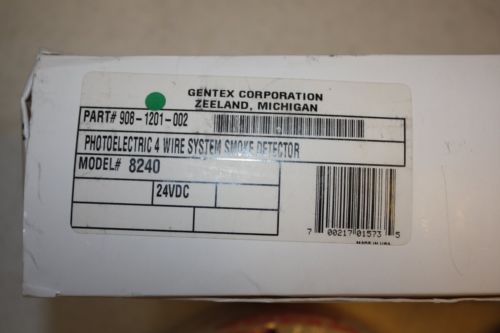 GENTEX CORPORATION
ZEELAND, MICHIGAN
PART# 908-1201-002
PHOTOELECTRIC 4 WIRE SYSTEM SMOKE DETECTOR
MODEL# 8240
24VDC
7 00217 01573 5
MADE IN USA